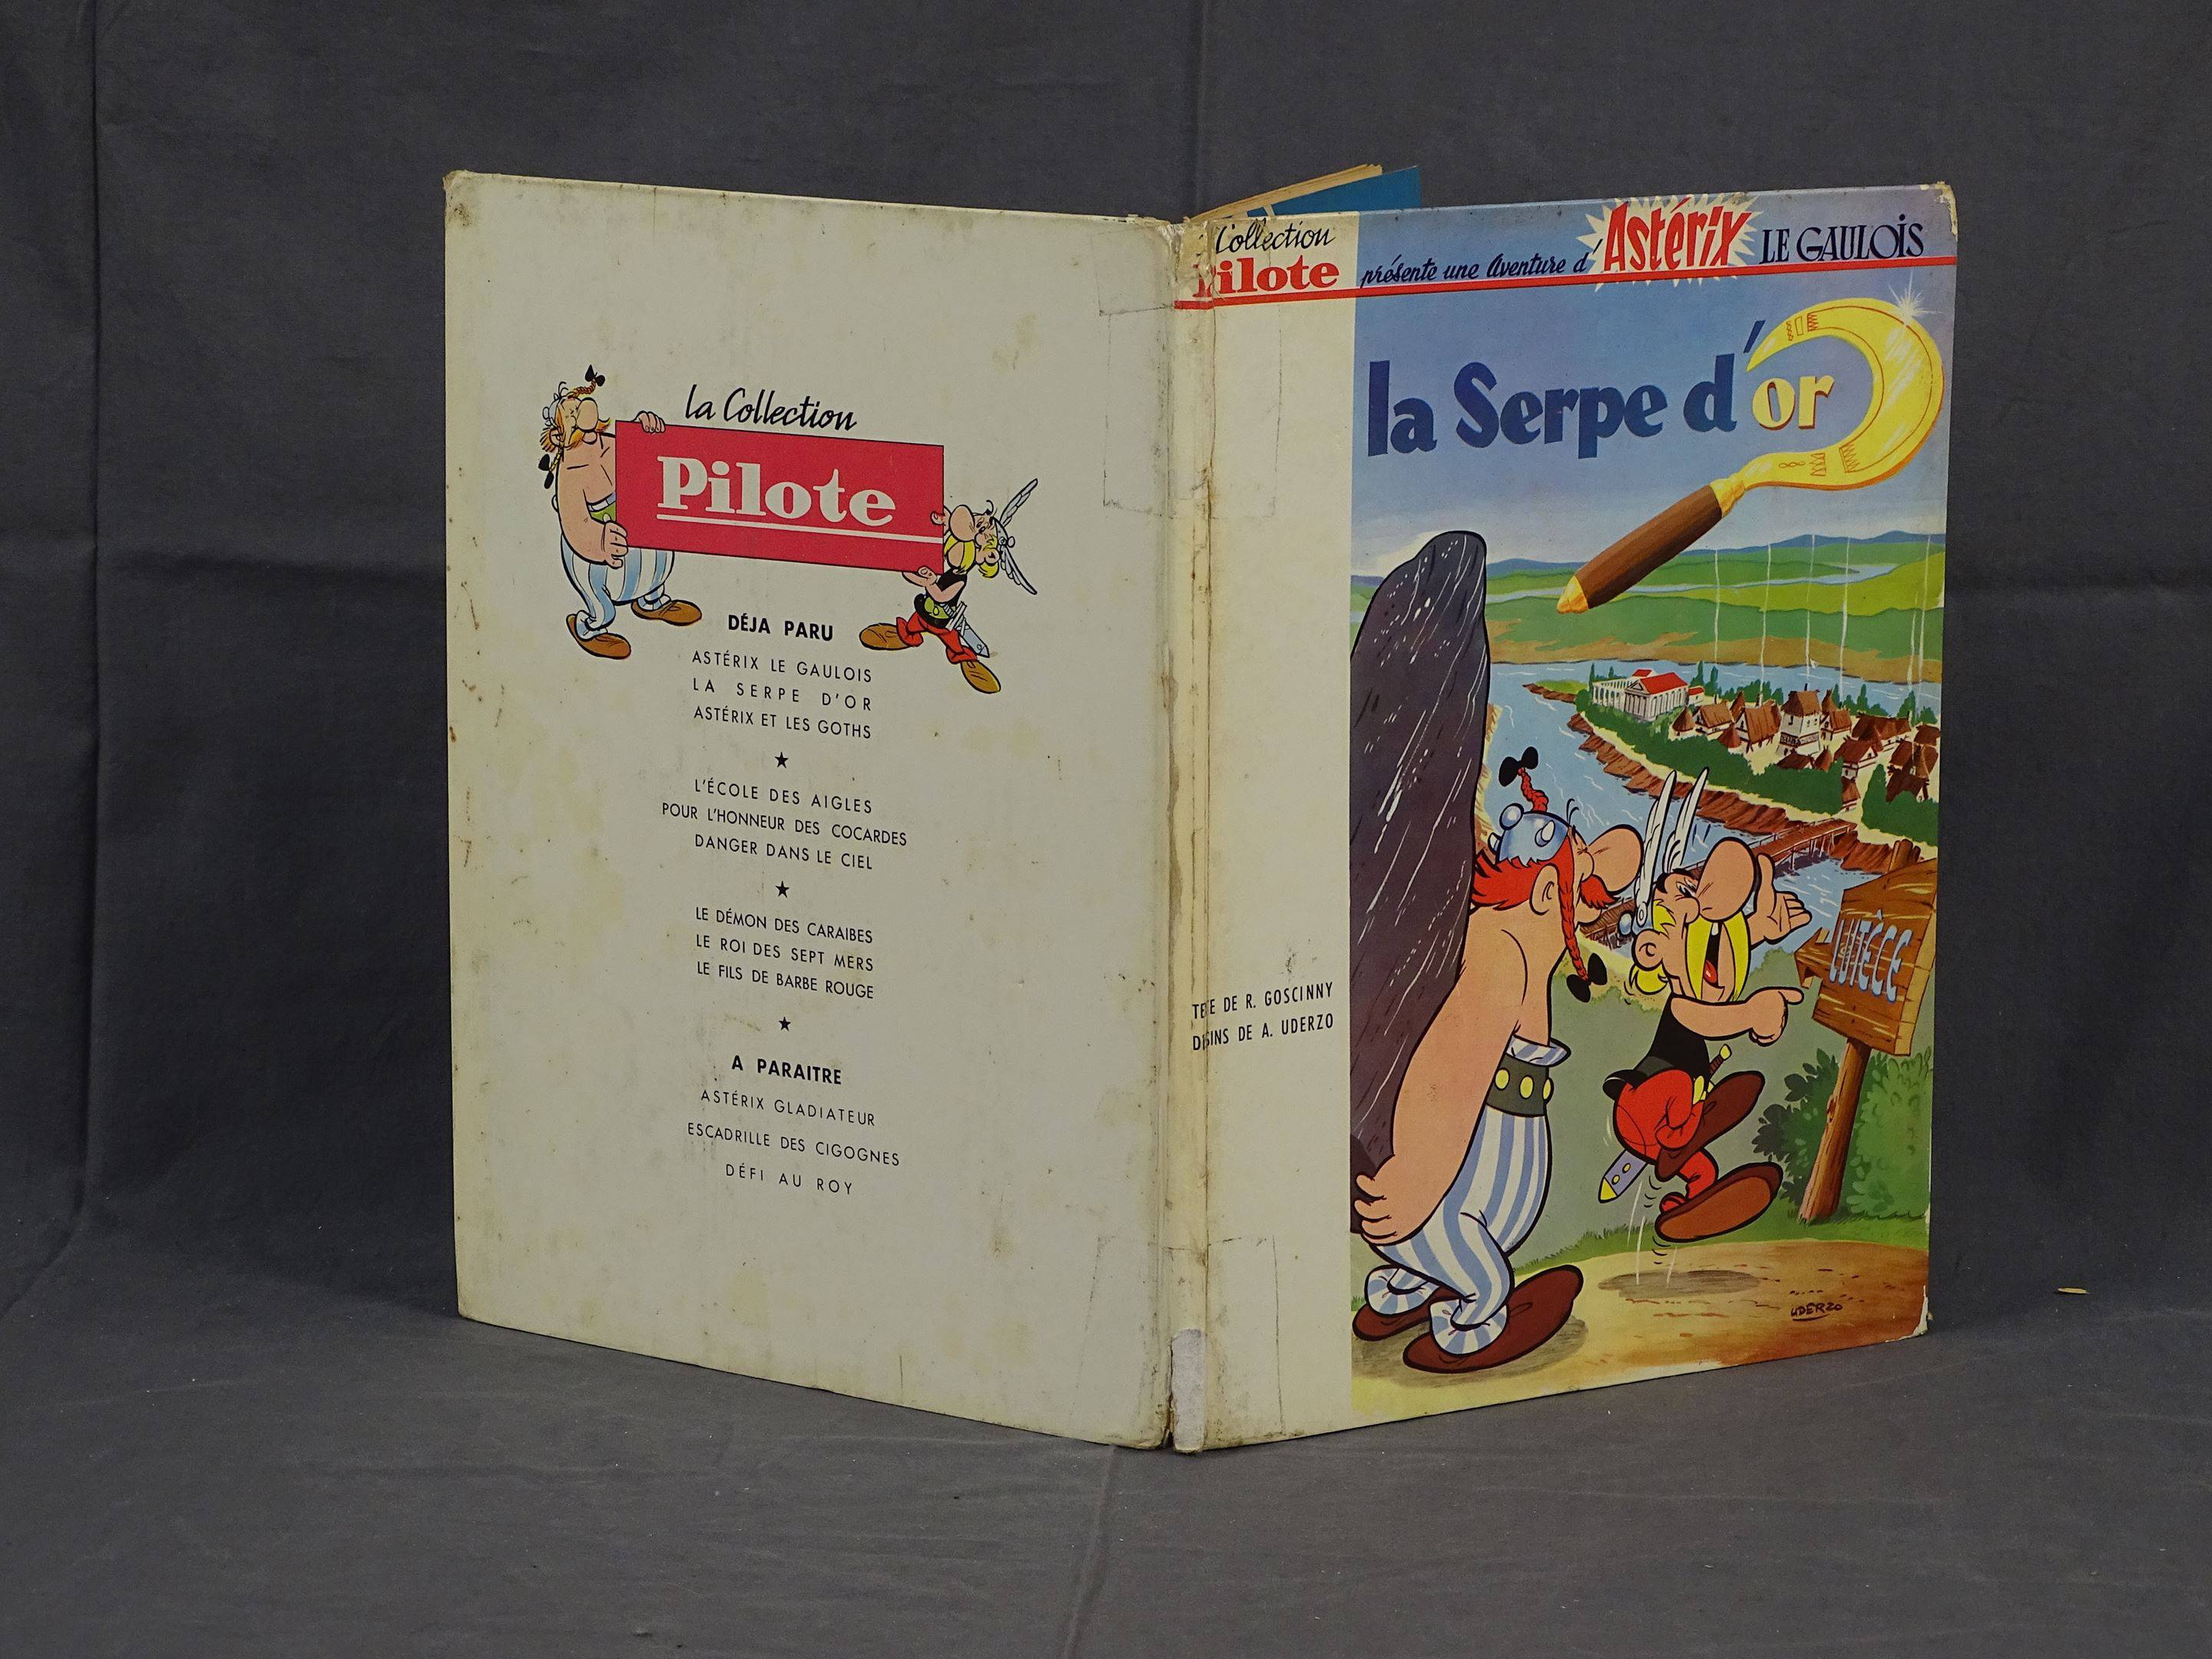 La Collection
Pilote
DÉJA PARU
ASTÉRIX LE GAULOIS
LA SERPE D'OR
ASTÉRIX ET LES GOTHS
★
L'ÉCOLE DES AIGLES
POUR L'HONNEUR DES COCARDES
DANGER DANS LE CIEL
★
LE DÉMON DES CARAIBES
LE ROI DES SEPT MERS
LE FILS DE BARBE ROUGE
★
A PARAITRE
ASTÉRIX GLADIATEUR
ESCADRILLE DES CIGOGNES
DÉFI AU ROY
Collection
Pilote
présente une Aventure d'Astérix LE GAULOIS
la Serpe d'or
LUTÈCE
DE R. GOSCINNY
DE A. UDERZO
UDERZO